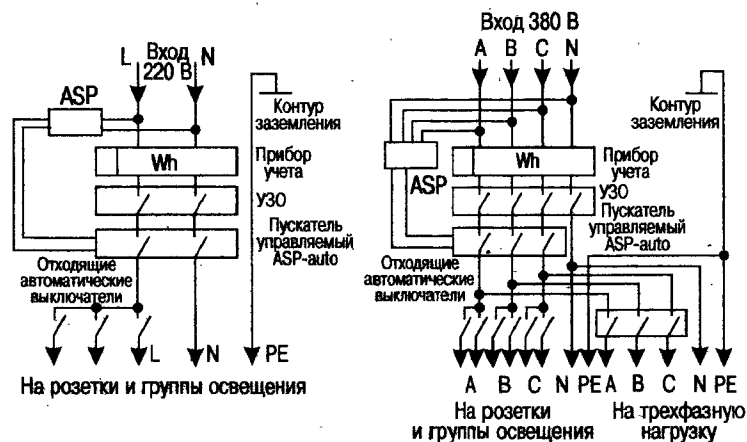 L Вход N
220 В
ASP
Контур
заземления
Wh
Прибор
учета
УЗО
Пускатель
управляемый
ASP-auto
Отходящие
автоматические
выключатели
L N PE
На розетки и группы освещения
Вход 380 В
A B C N
Контур
заземления
ASP
Wh
Прибор
учета
УЗО
Пускатель
управляемый
ASP-auto
Отходящие
автоматические
выключатели
A B C N PE A B C N PE
На розетки
и группы освещения
На трехфазную
нагрузку